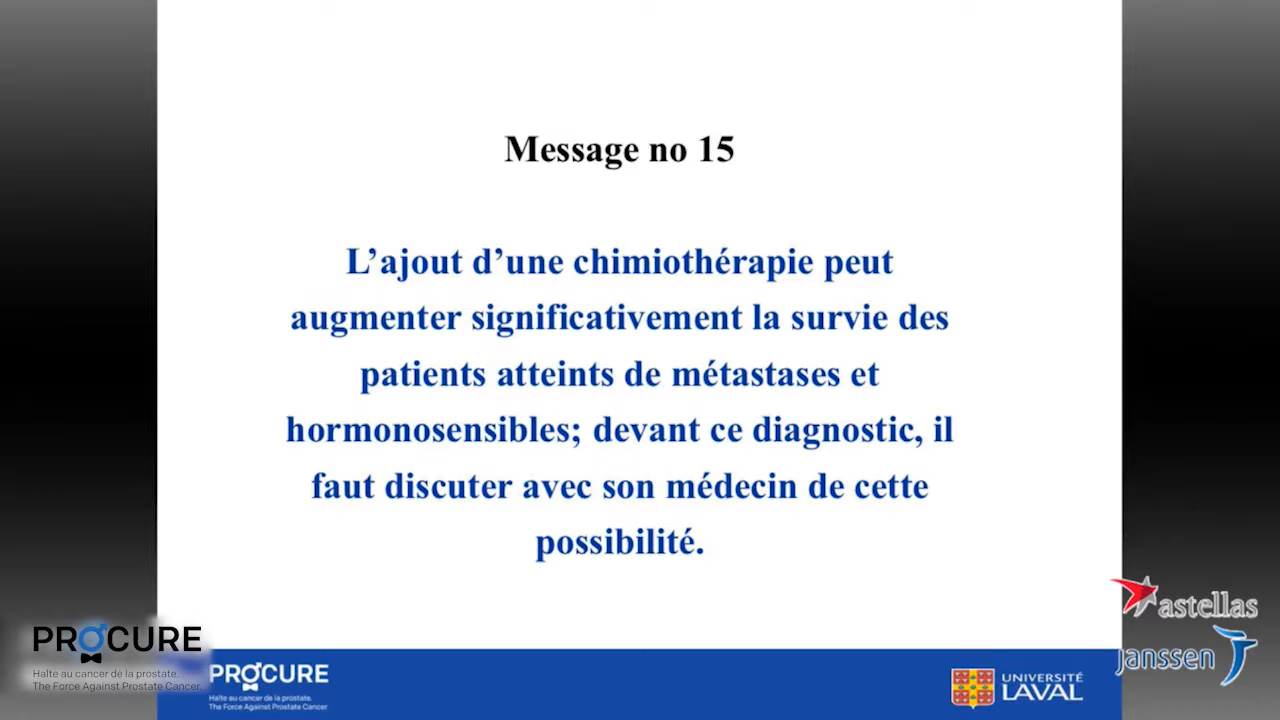 Message no 15
L’ajout d’une chimiothérapie peut
augmenter significativement la survie des
patients atteints de métastases et
hormonosensibles; devant ce diagnostic, il
faut discuter avec son médecin de cette
possibilité.
astellas
janssen
PROCURE
Halte au cancer de la prostate.
The Force Against Prostate Cancer.
PROCURE
Halte au cancer de la prostate.
The Force Against Prostate Cancer.
UNIVERSITÉ
LAVAL